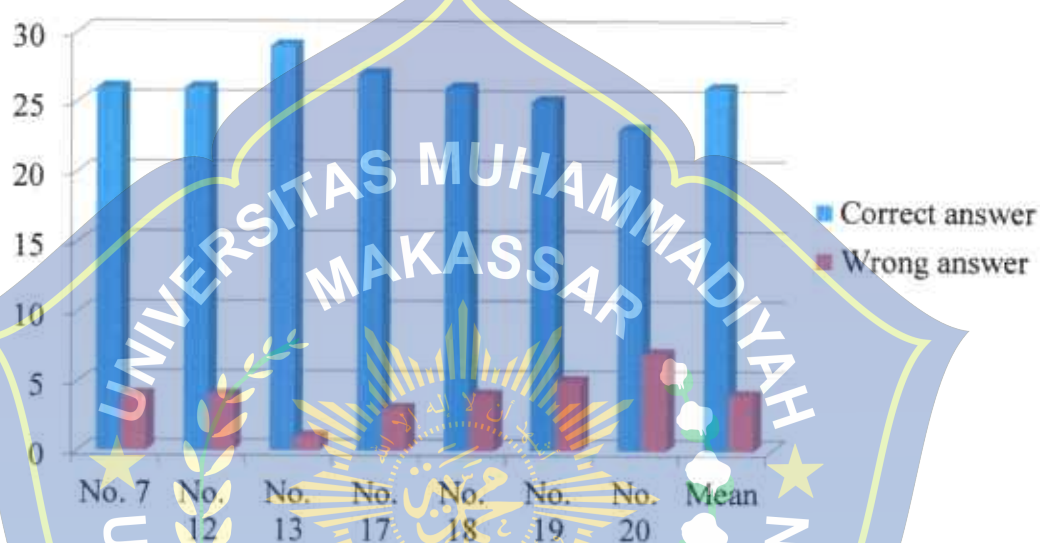 30
25
20
15
10
5
0
No. 7 No. No. No. No. No. No. Mean
12 13 17 18 19 20
Correct answer
Wrong answer
UNIVERSITAS MUHAMMADIYAH
MAKASSAR